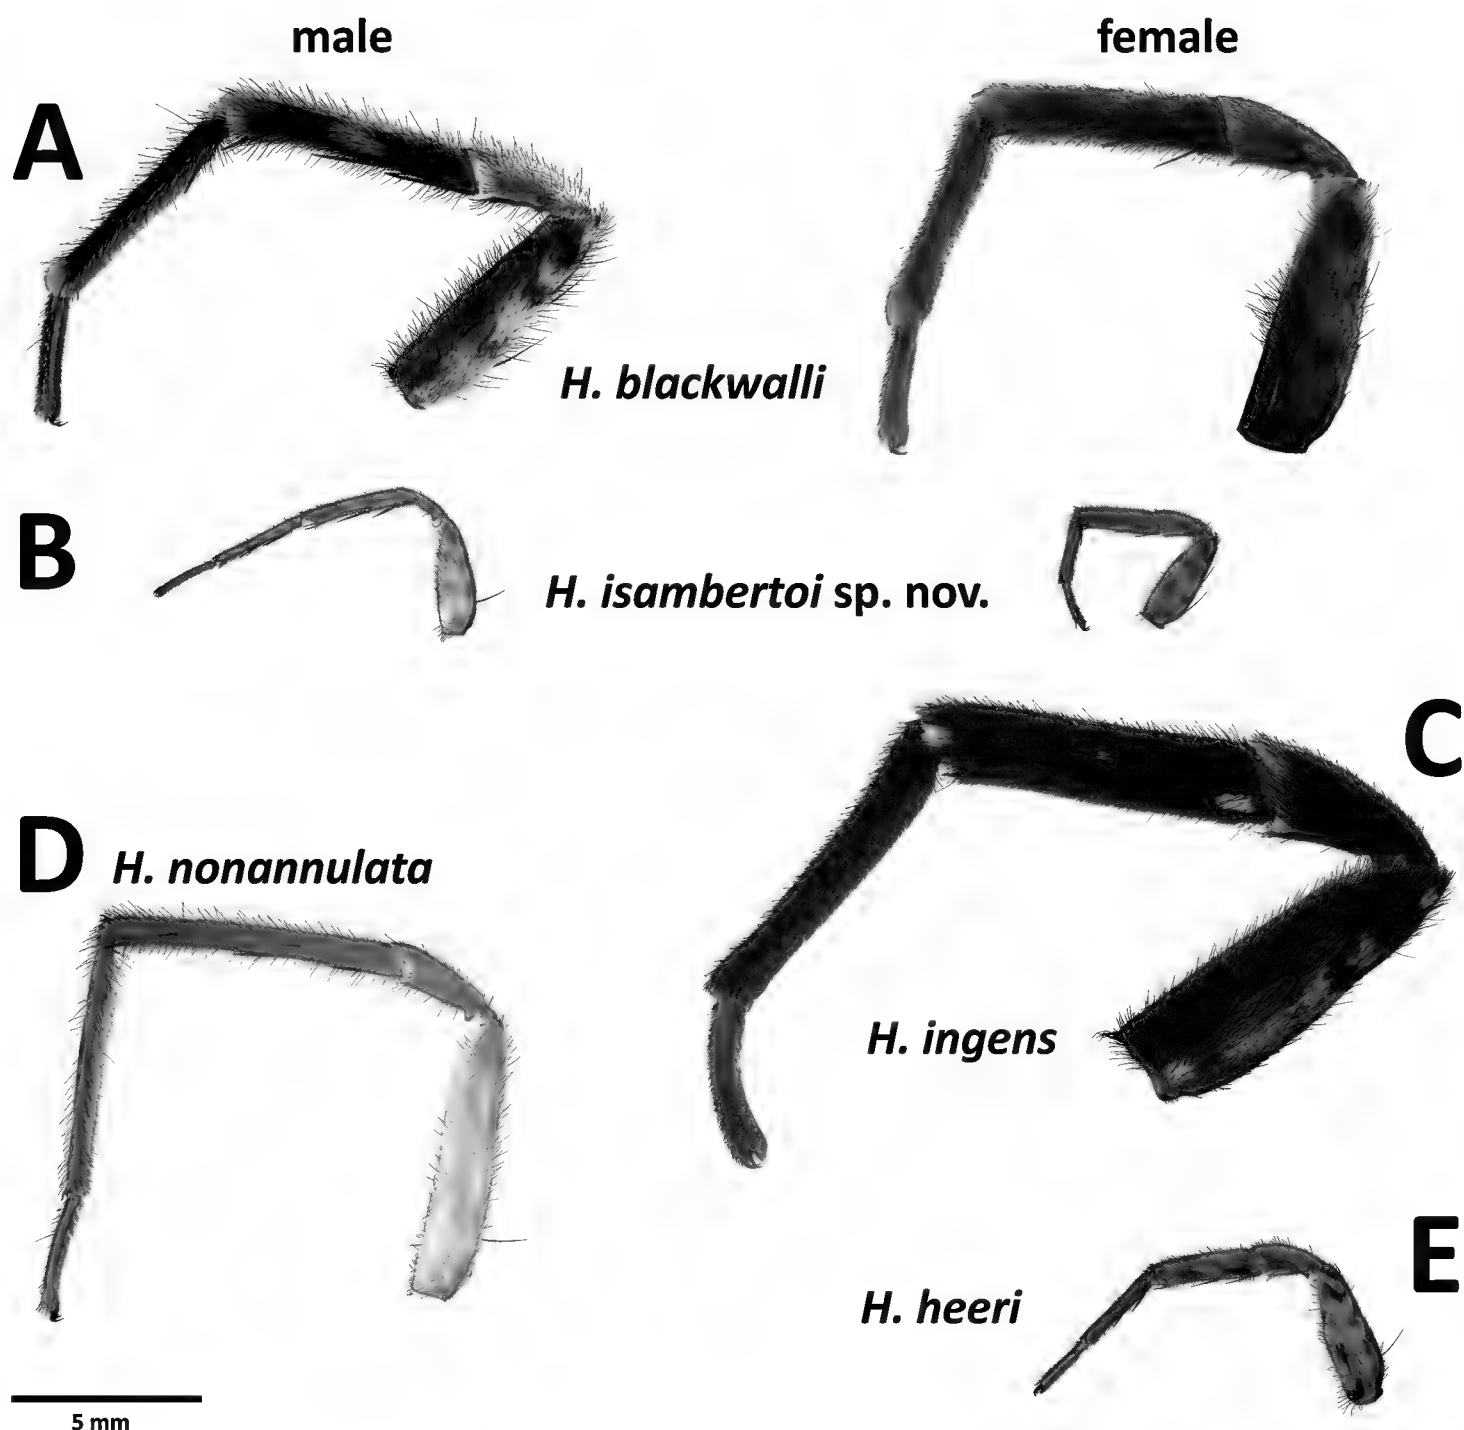 male
female
A
H. blackwalli
B
H. isambertoi sp. nov.
C
D
H. nonannulata
H. ingens
E
H. heeri
5 mm